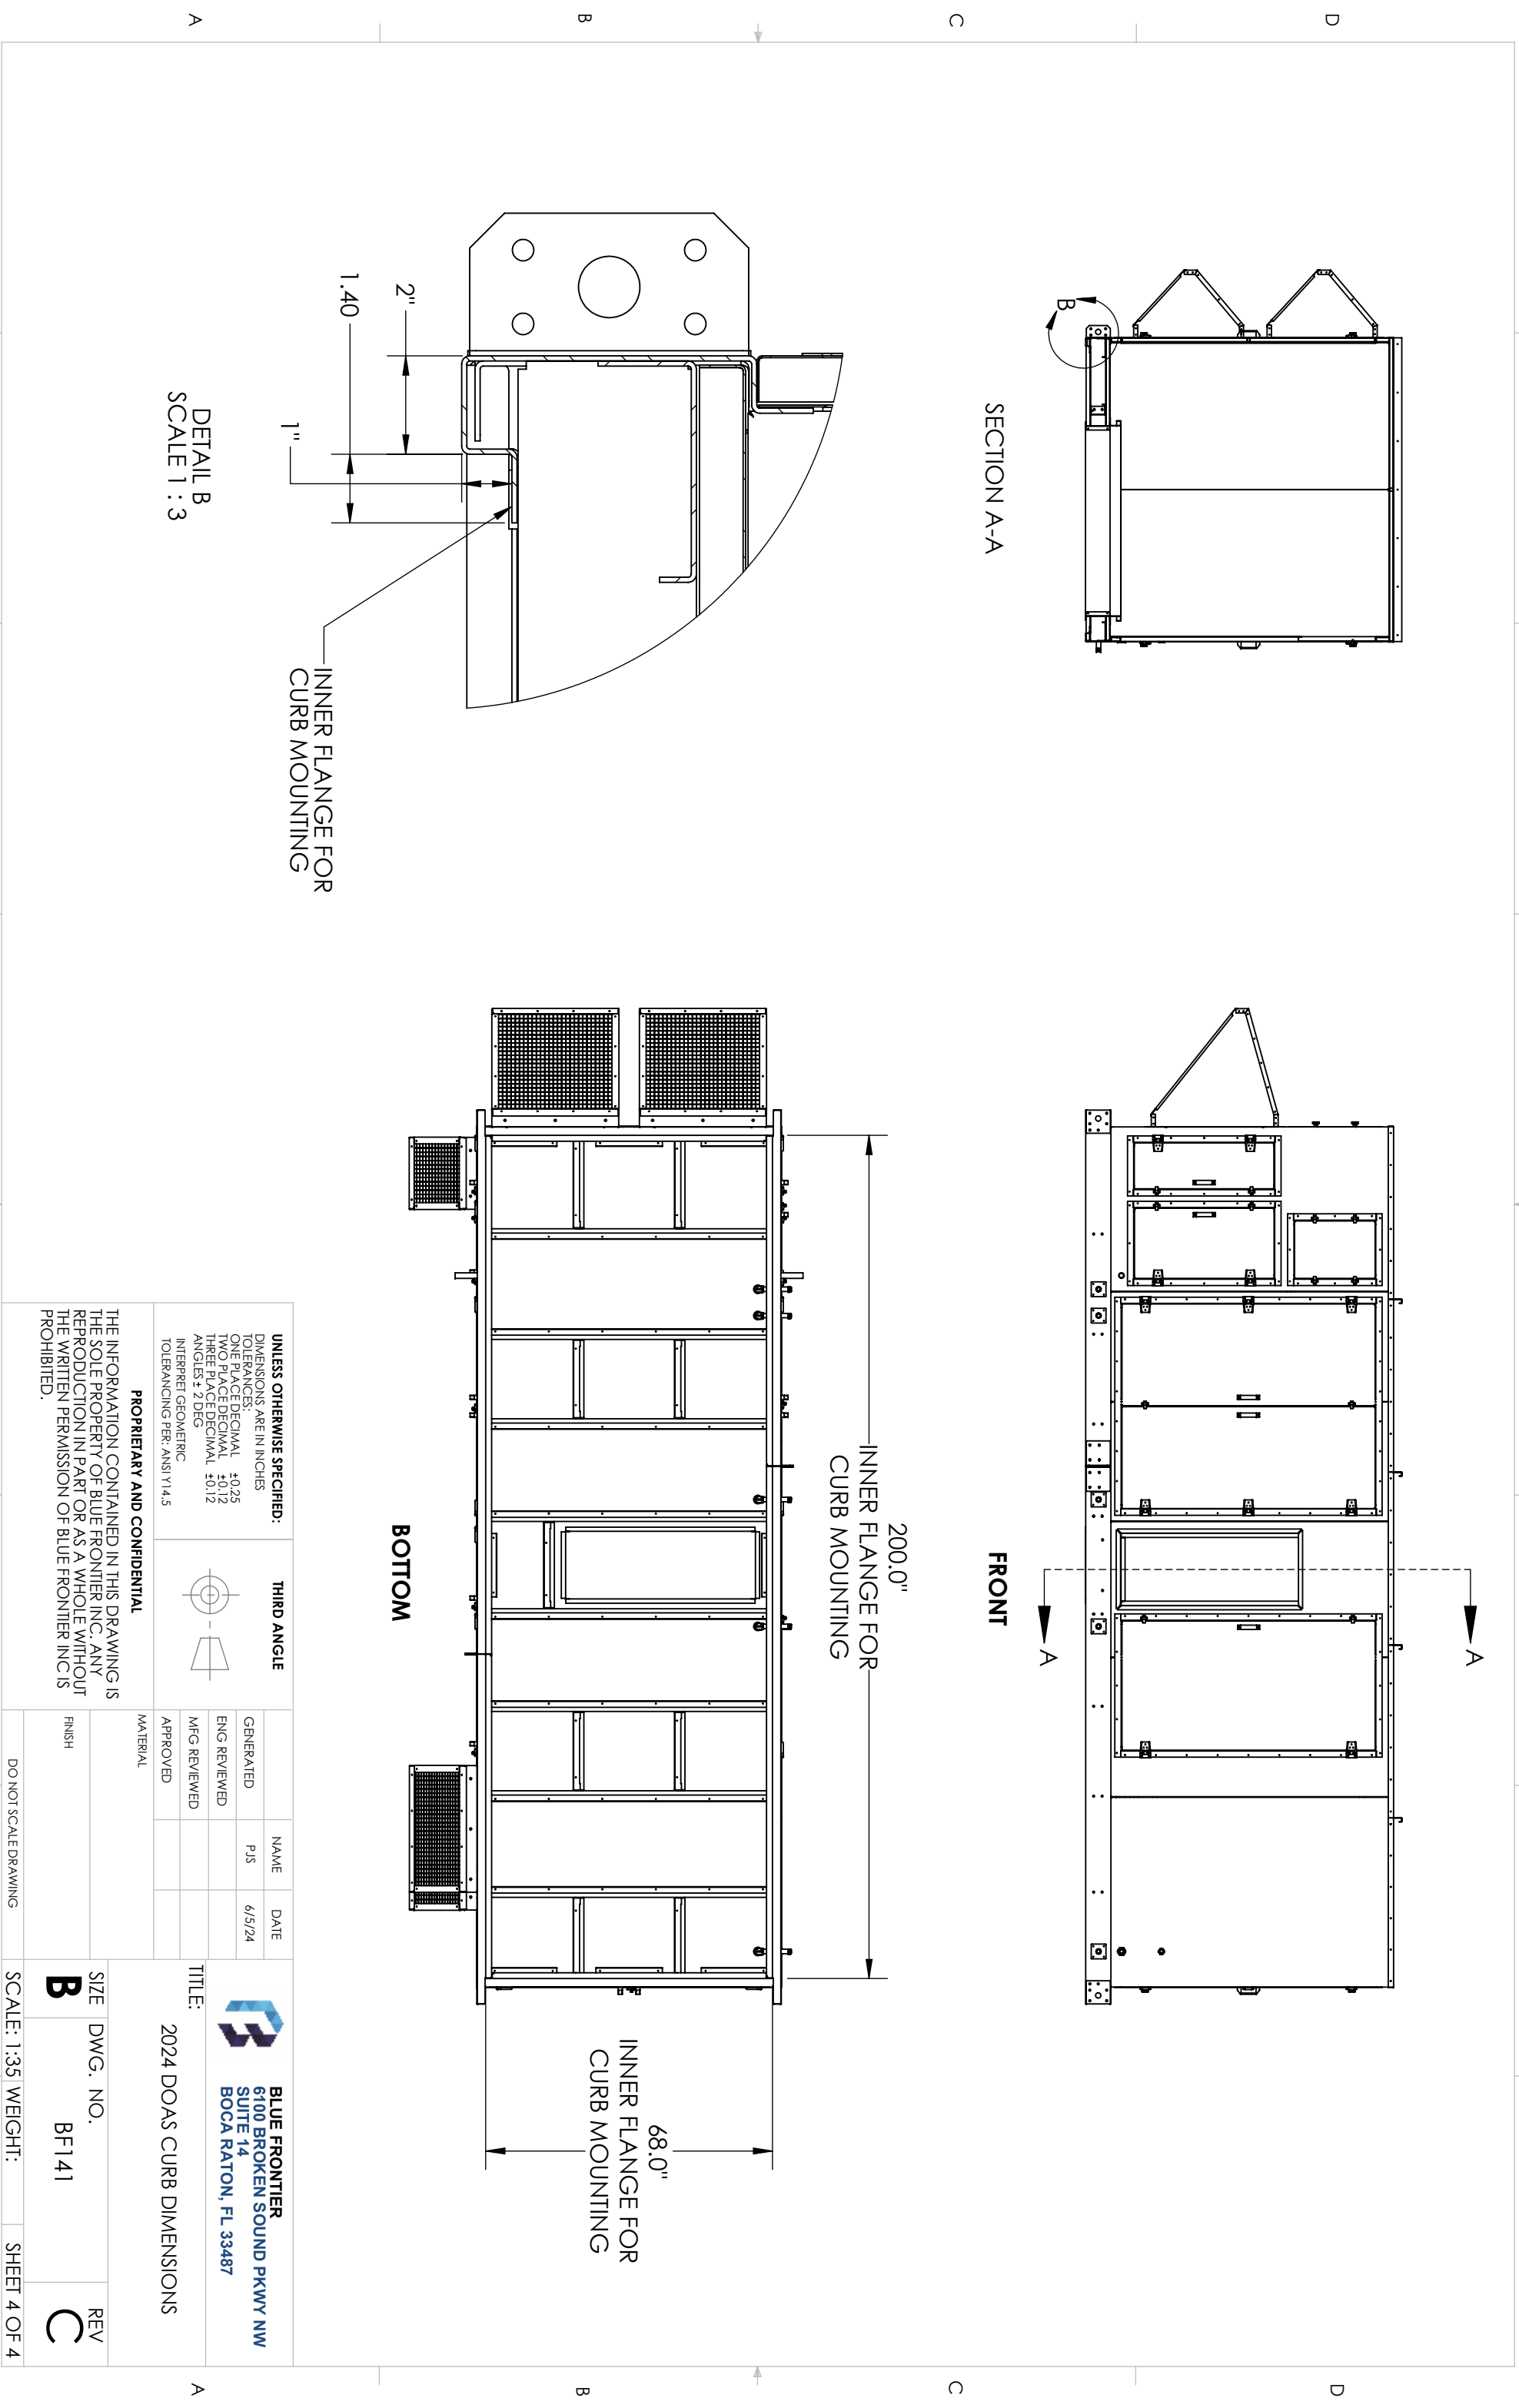 D
C
B
A
D
C
B
A
SECTION A-A
B
A
A
FRONT
DETAIL B
SCALE 1 : 3
2"
1.40
1"
INNER FLANGE FOR
CURB MOUNTING
200.0"
INNER FLANGE FOR
CURB MOUNTING
68.0"
INNER FLANGE FOR
CURB MOUNTING
BOTTOM
UNLESS OTHERWISE SPECIFIED:
DIMENSIONS ARE IN INCHES
TOLERANCES:
ONE PLACE DECIMAL ±0.25
TWO PLACE DECIMAL ±0.12
THREE PLACE DECIMAL ±0.12
ANGLES ± 2 DEG
INTERPRET GEOMETRIC
TOLERANCING PER: ANSI Y14.5
PROPRIETARY AND CONFIDENTIAL
THE INFORMATION CONTAINED IN THIS DRAWING IS
THE SOLE PROPERTY OF BLUE FRONTIER INC. ANY
REPRODUCTION IN PART OR AS A WHOLE WITHOUT
THE WRITTEN PERMISSION OF BLUE FRONTIER INC IS
PROHIBITED.
THIRD ANGLE
NAME DATE
GENERATED PJS 6/5/24
ENG REVIEWED
MFG REVIEWED
APPROVED
MATERIAL
FINISH
DO NOT SCALE DRAWING
BLUE FRONTIER
6100 BROKEN SOUND PKWY NW
SUITE 14
BOCA RATON, FL 33487
TITLE:
2024 DOAS CURB DIMENSIONS
SIZE DWG. NO. REV
B BF141 C
SCALE: 1:35 WEIGHT: SHEET 4 OF 4